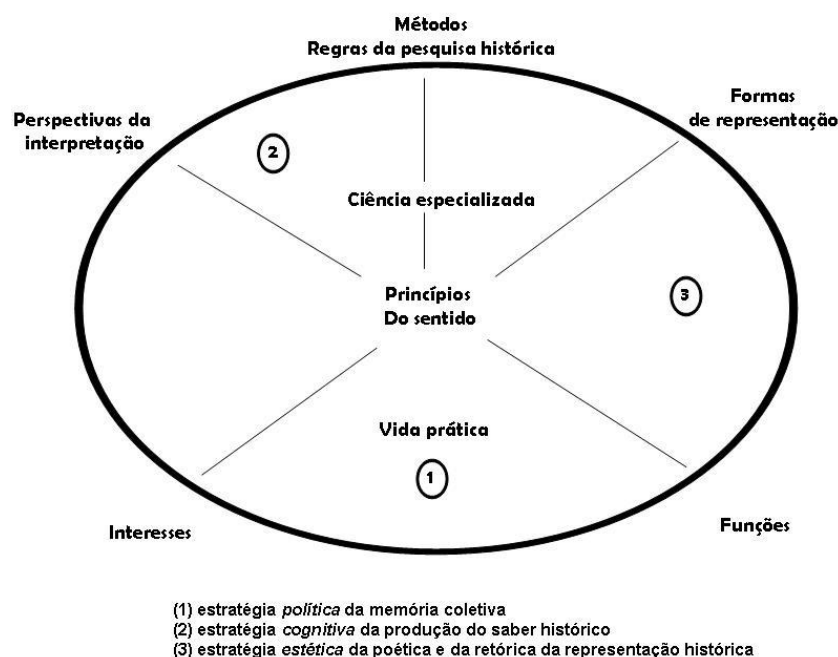 Métodos
Regras da pesquisa histórica
Formas
de representação
Perspectivas da
interpretação
2
Ciência especializada
Princípios
Do sentido
3
Vida prática
1
Interesses
Funções
(1) estratégia política da memória coletiva
(2) estratégia cognitiva da produção do saber histórico
(3) estratégia estética da poética e da retórica da representação histórica